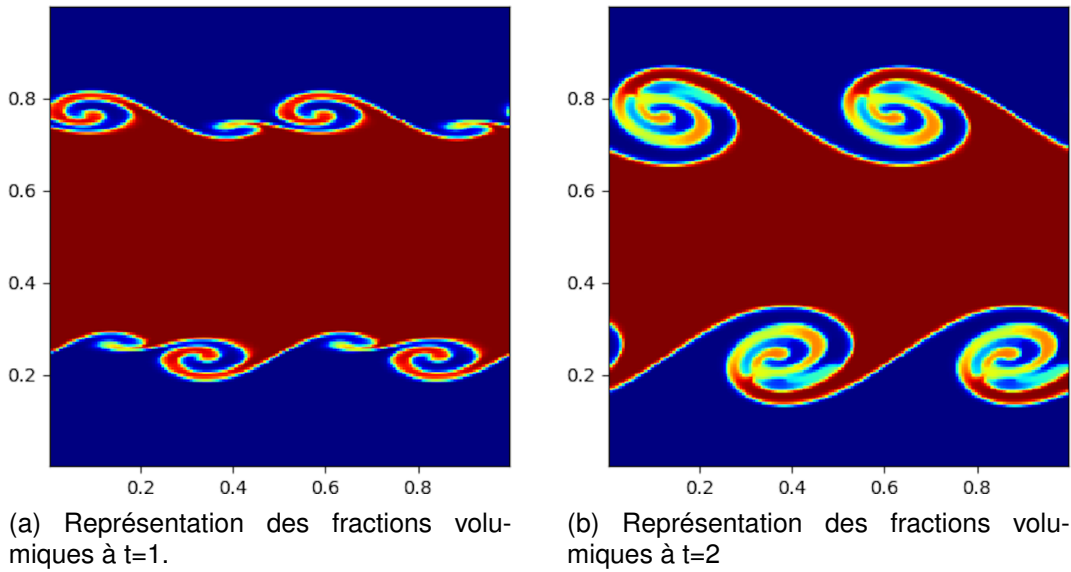 0.8
0.6
0.4
0.2
0.2 0.4 0.6 0.8
(a) Représentation des fractions volu-
miques à t=1.
0.8
0.6
0.4
0.2
0.2 0.4 0.6 0.8
(b) Représentation des fractions volu-
miques à t=2